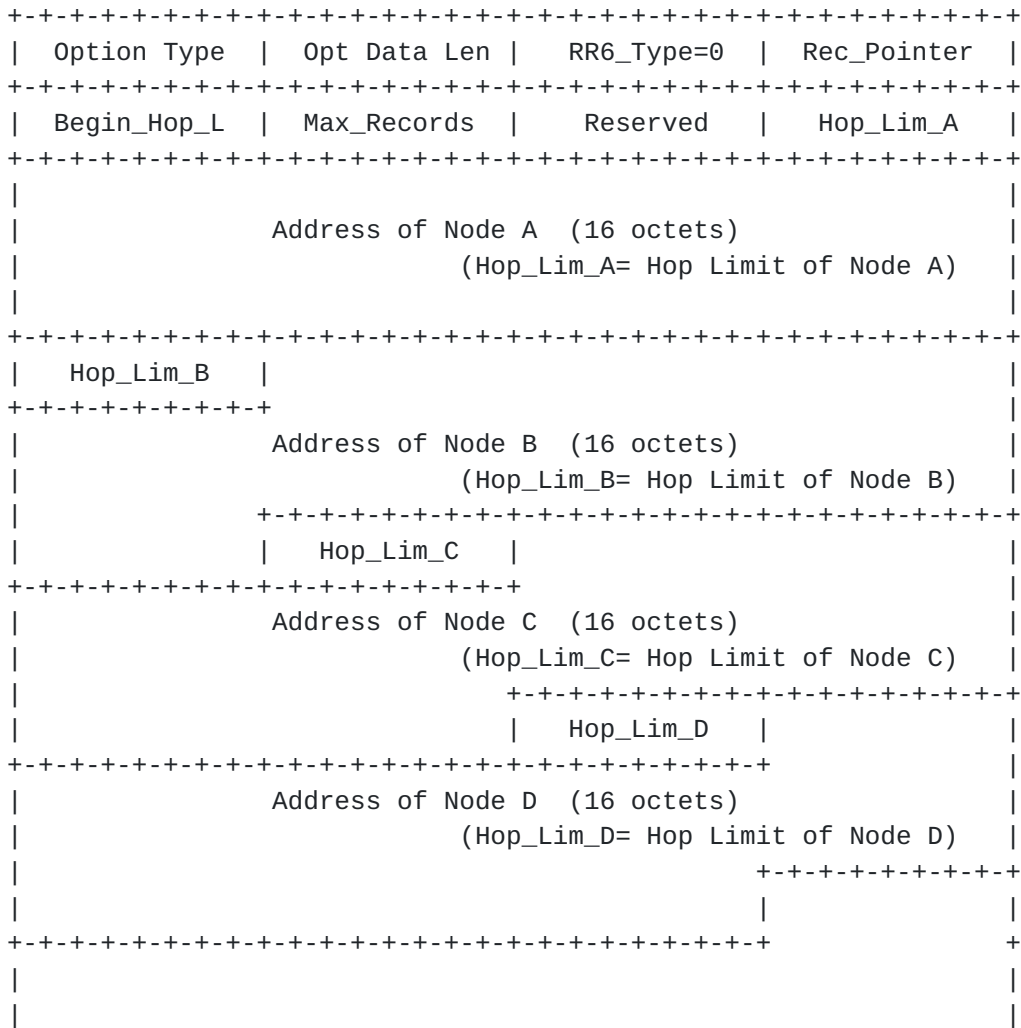 +-+-+-+-+-+-+-+-+-+-+-+-+-+-+-+-+-+-+-+-+-+-+-+-+-+-+-+-+-+-+-+-+
|  Option Type  |  Opt Data Len |   RR6_Type=0  |  Rec_Pointer  |
+-+-+-+-+-+-+-+-+-+-+-+-+-+-+-+-+-+-+-+-+-+-+-+-+-+-+-+-+-+-+-+-+
|  Begin_Hop_L  |  Max_Records  |    Reserved   |   Hop_Lim_A   |
+-+-+-+-+-+-+-+-+-+-+-+-+-+-+-+-+-+-+-+-+-+-+-+-+-+-+-+-+-+-+-+-+
|                                                               |
|                Address of Node A  (16 octets)                 |
|                            (Hop_Lim_A= Hop Limit of Node A)   |
|                                                               |
+-+-+-+-+-+-+-+-+-+-+-+-+-+-+-+-+-+-+-+-+-+-+-+-+-+-+-+-+-+-+-+-+
|   Hop_Lim_B   |                                               |
+-+-+-+-+-+-+-+-+                                               |
|                Address of Node B  (16 octets)                 |
|                            (Hop_Lim_B= Hop Limit of Node B)   |
|               +-+-+-+-+-+-+-+-+-+-+-+-+-+-+-+-+-+-+-+-+-+-+-+-+
|               |   Hop_Lim_C   |                               |
+-+-+-+-+-+-+-+-+-+-+-+-+-+-+-+-+                               |
|                Address of Node C  (16 octets)                 |
|                            (Hop_Lim_C= Hop Limit of Node C)   |
|                               +-+-+-+-+-+-+-+-+-+-+-+-+-+-+-+-+
|                               |   Hop_Lim_D   |               |
+-+-+-+-+-+-+-+-+-+-+-+-+-+-+-+-+-+-+-+-+-+-+-+-+               |
|                Address of Node D  (16 octets)                 |
|                            (Hop_Lim_D= Hop Limit of Node D)   |
|                                               +-+-+-+-+-+-+-+-+
|                                               |               |
+-+-+-+-+-+-+-+-+-+-+-+-+-+-+-+-+-+-+-+-+-+-+-+-+               +
|                                                               |
|                                                               |